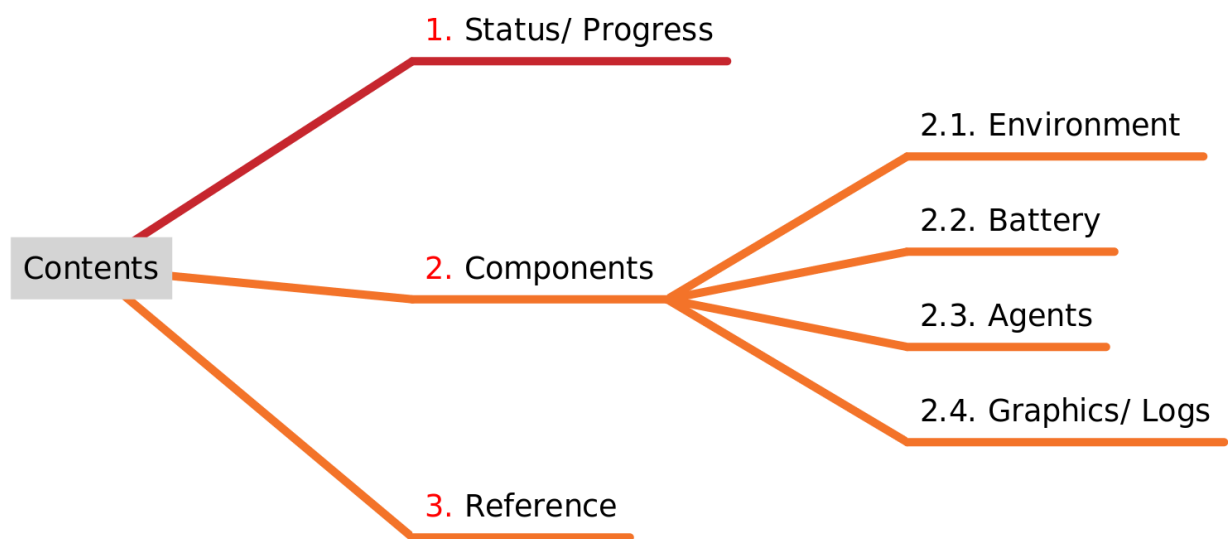 Contents
1. Status/ Progress
2. Components
2.1. Environment
2.2. Battery
2.3. Agents
2.4. Graphics/ Logs
3. Reference